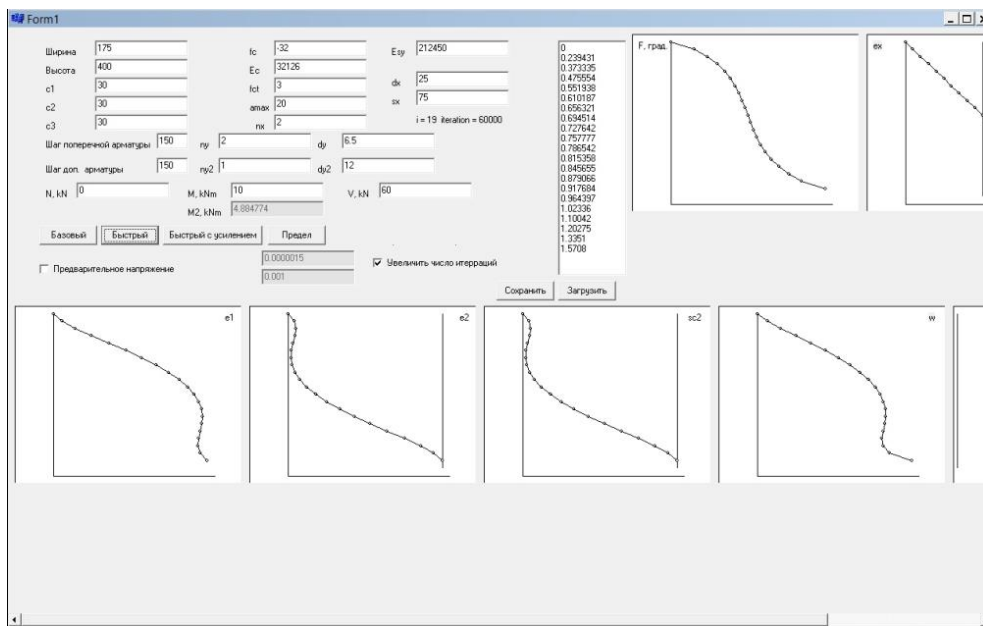 Form1
Ширина 175 fc -32 Esy 212450
Высота 400 Ec 32126
c1 30 fct 3 dx 25
c2 30 amax 20 sx 75
c3 30 nx 2 i = 19 iteration = 60000
Шаг поперечной арматуры 150 ny 2 dy 6.5
Шаг доп. арматуры 150 ny2 1 dy2 12
N, kN 0 M, kNm 10 V, kN 60
M2, kNm 4.884774
Базовый Быстрый Быстрый с усилением Предел
Предварительное напряжение 0.0000015 Увеличить число итерраций
0.001
0
0.239431
0.373335
0.475554
0.551938
0.610187
0.656321
0.694514
0.727642
0.757777
0.786542
0.815358
0.845655
0.879066
0.917684
0.964397
1.02336
1.10042
1.20275
1.3351
1.5708
Сохранить Загрузить
F, град.
ex
e1
e2
sc2
w